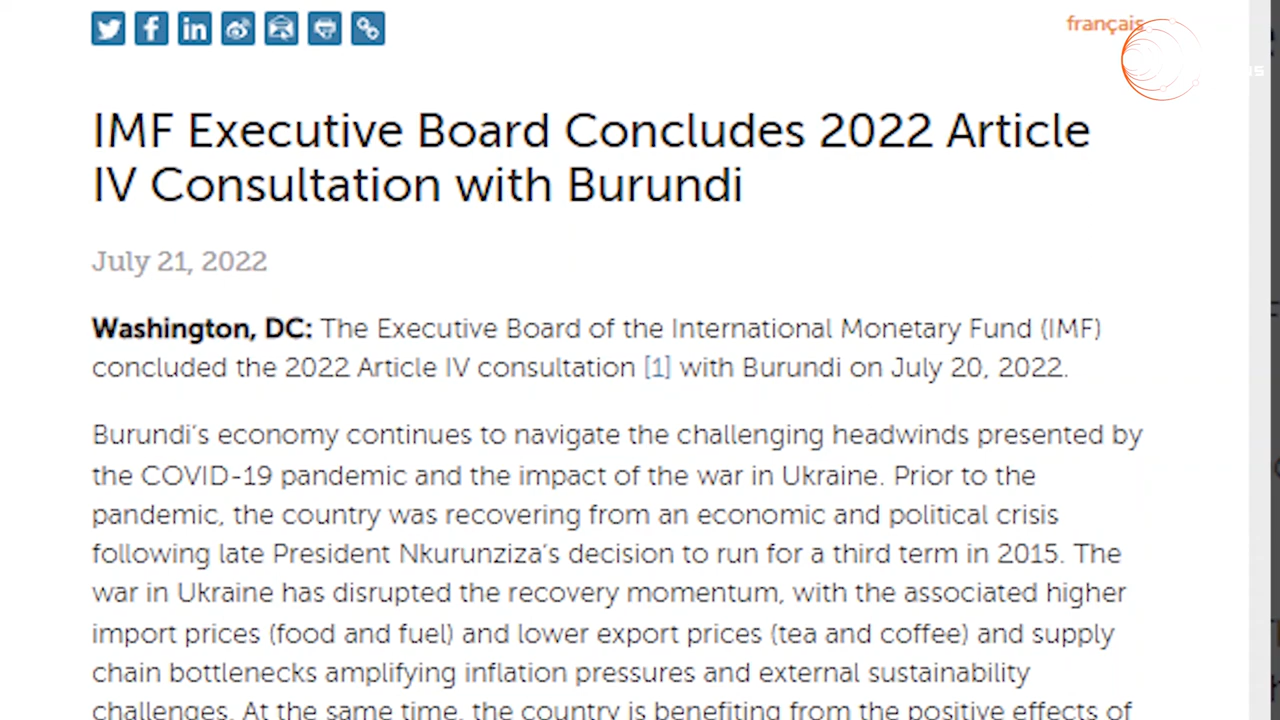 français
IMF Executive Board Concludes 2022 Article
IV Consultation with Burundi
July 21, 2022
Washington, DC: The Executive Board of the International Monetary Fund (IMF)
concluded the 2022 Article IV consultation [1] with Burundi on July 20, 2022.
Burundi's economy continues to navigate the challenging headwinds presented by
the COVID-19 pandemic and the impact of the war in Ukraine. Prior to the
pandemic, the country was recovering from an economic and political crisis
following late President Nkurunziza's decision to run for a third term in 2015. The
war in Ukraine has disrupted the recovery momentum, with the associated higher
import prices (food and fuel) and lower export prices (tea and coffee) and supply
chain bottlenecks amplifying inflation pressures and external sustainability
challenges. At the same time, the country is benefiting from the positive effects of